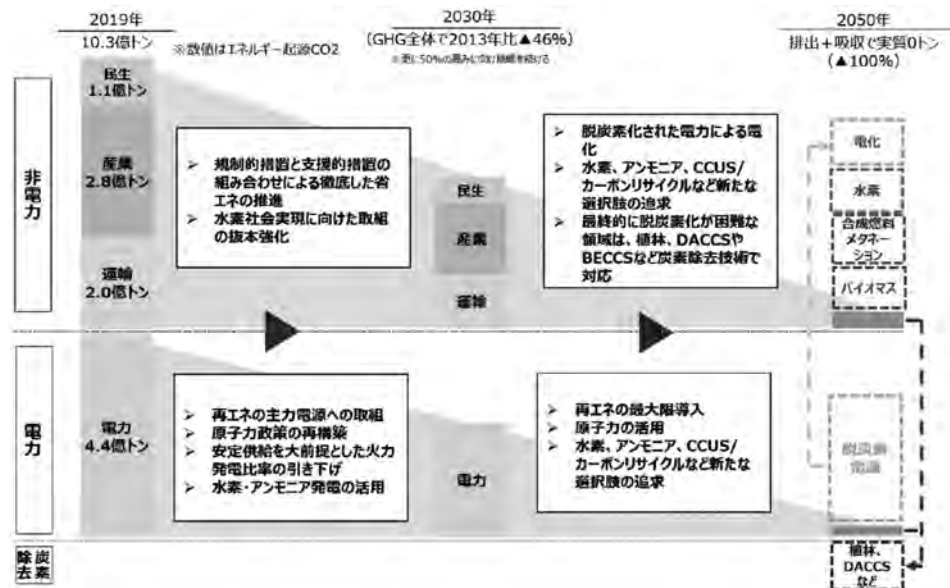 2019年
10.3億トン
※数値はエネルギー起源CO2
2030年
(GHG全体で2013年比▲46%)
※更に50%の高みに向け挑戦を続ける
2050年
排出+吸収で実質0トン
(▲100%)
非電力
民生
1.1億トン
産業
2.8億トン
運輸
2.0億トン
➢ 規制的措置と支援的措置の
組み合わせによる徹底した省
エネの推進
➢ 水素社会実現に向けた取組
の抜本強化
民生
産業
運輸
➢ 脱炭素化された電力による電
化
➢ 水素、アンモニア、CCUS/
カーボンリサイクルなど新たな
選択肢の追求
➢ 最終的に脱炭素化が困難な
領域は、植林、DACCSや
BECCSなど炭素除去技術で
対応
電化
水素
合成燃料
メタネー
ション
バイオマス
電力
電力
4.4億トン
➢ 再エネの主力電源への取組
➢ 原子力政策の再構築
➢ 安定供給を大前提とした火力
発電比率の引き下げ
➢ 水素・アンモニア発電の活用
電力
➢ 再エネの最大限導入
➢ 原子力の活用
➢ 水素、アンモニア、CCUS/
カーボンリサイクルなど新たな
選択肢の追求
脱炭素
電源
炭素
除去
植林、
DACCS
など